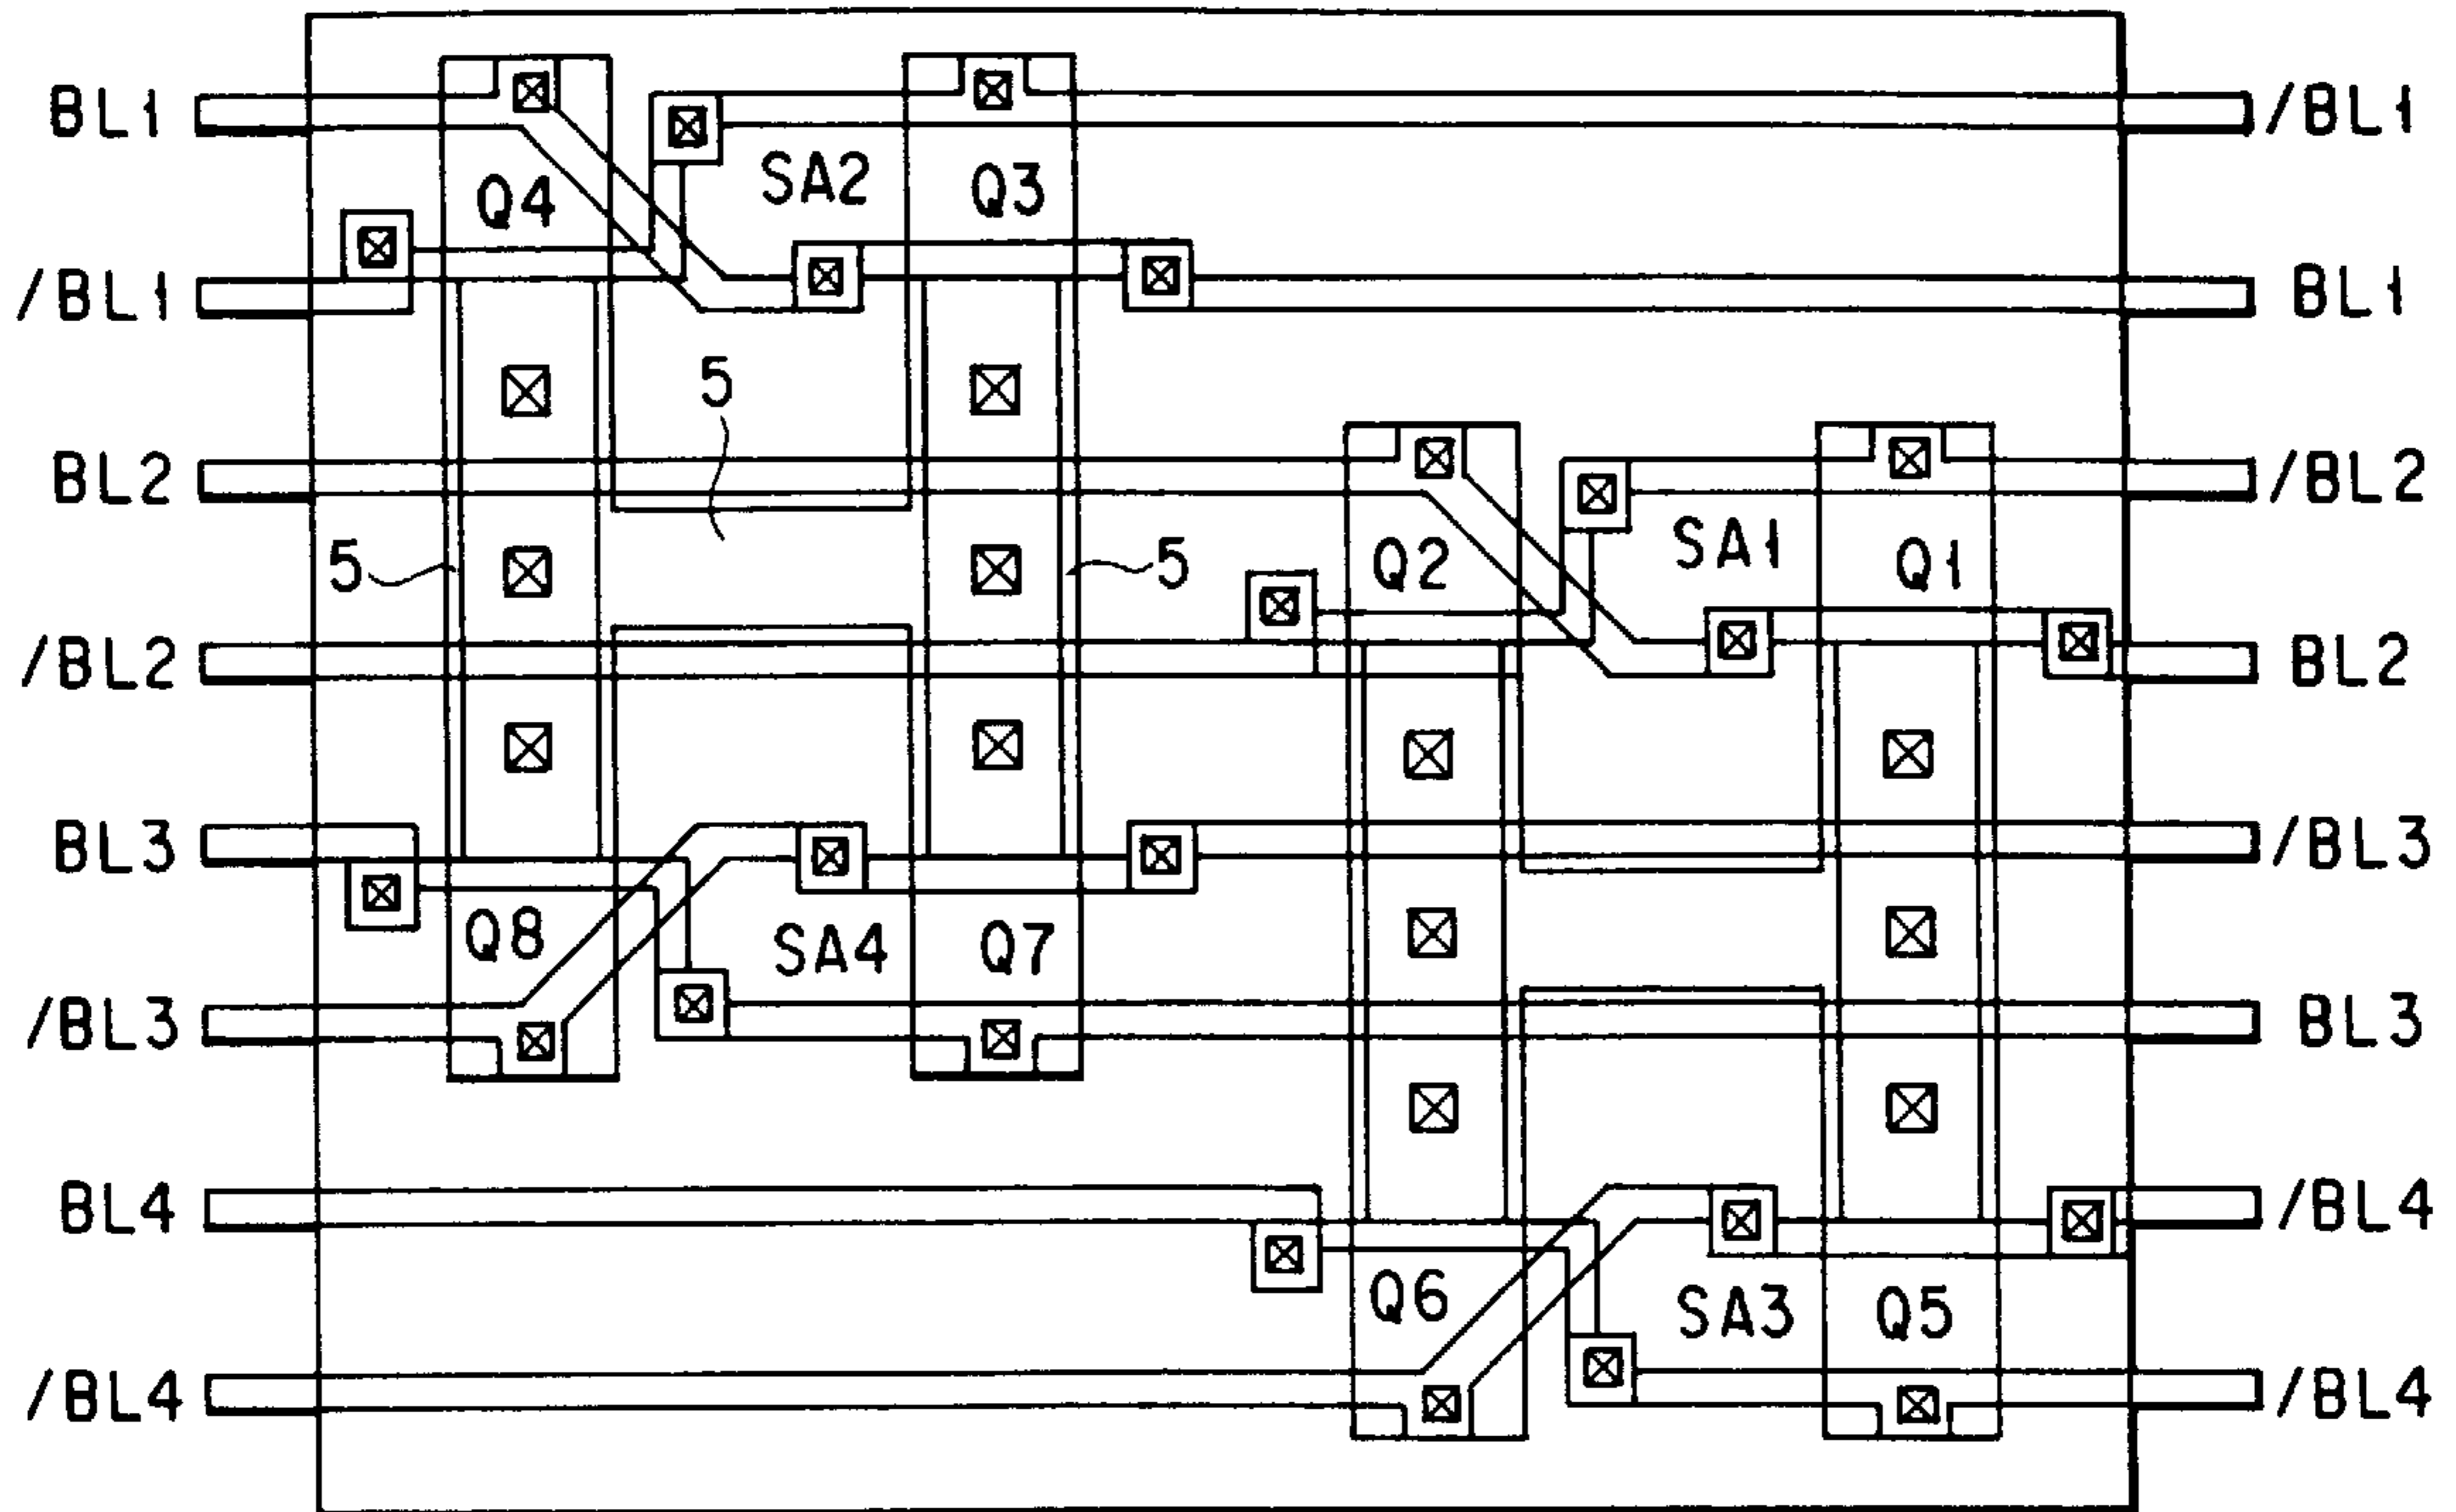 BL1 /BL1
SA2
Q4 Q3
/BL1 BL1
5
BL2 /BL2
SA1
5 5 Q2 Q1
/BL2 BL2
BL3 /BL3
Q8 SA4 Q7
/BL3 BL3
BL4 /BL4
Q6 SA3 Q5
/BL4 /BL4